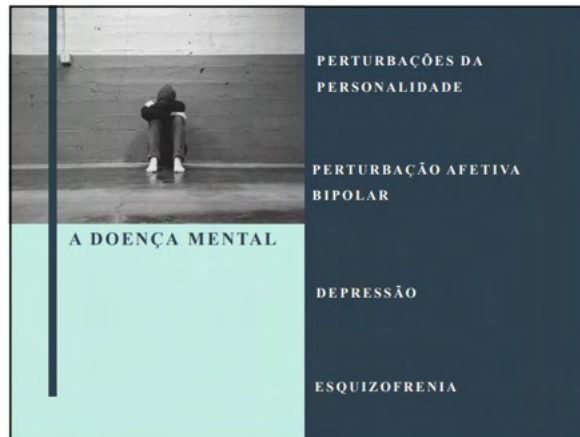 A DOENÇA MENTAL
PERTURBAÇÕES DA
PERSONALIDADE
PERTURBAÇÃO AFETIVA
BIPOLAR
DEPRESSÃO
ESQUIZOFRENIA